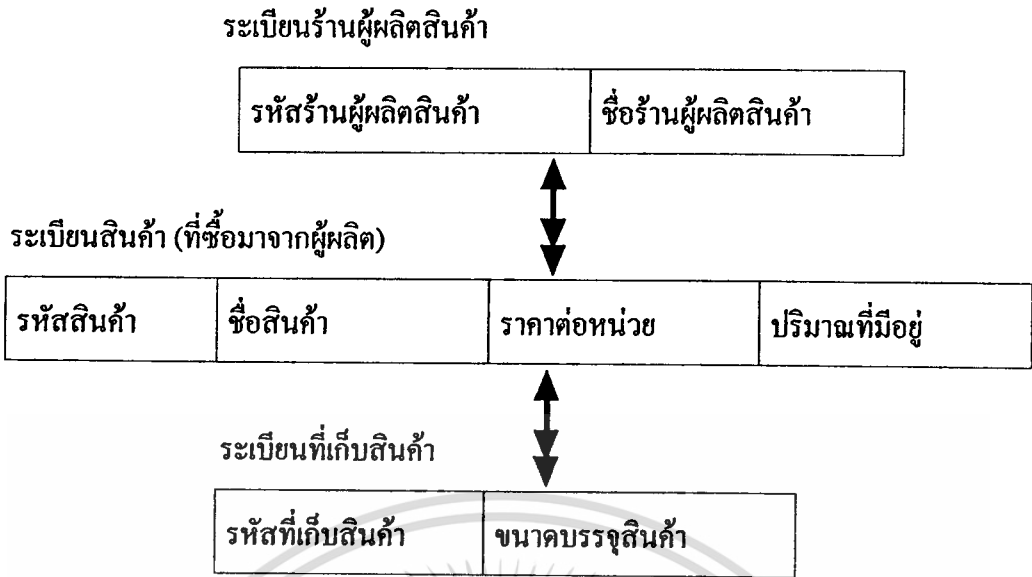 ระเบียนร้านผู้ผลิตสินค้า
รหัสร้านผู้ผลิตสินค้า ชื่อร้านผู้ผลิตสินค้า
ระเบียนสินค้า (ที่ซื้อมาจากผู้ผลิต)
รหัสสินค้า ชื่อสินค้า ราคาต่อหน่วย ปริมาณที่มีอยู่
ระเบียนที่เก็บสินค้า
รหัสที่เก็บสินค้า ขนาดบรรจุสินค้า